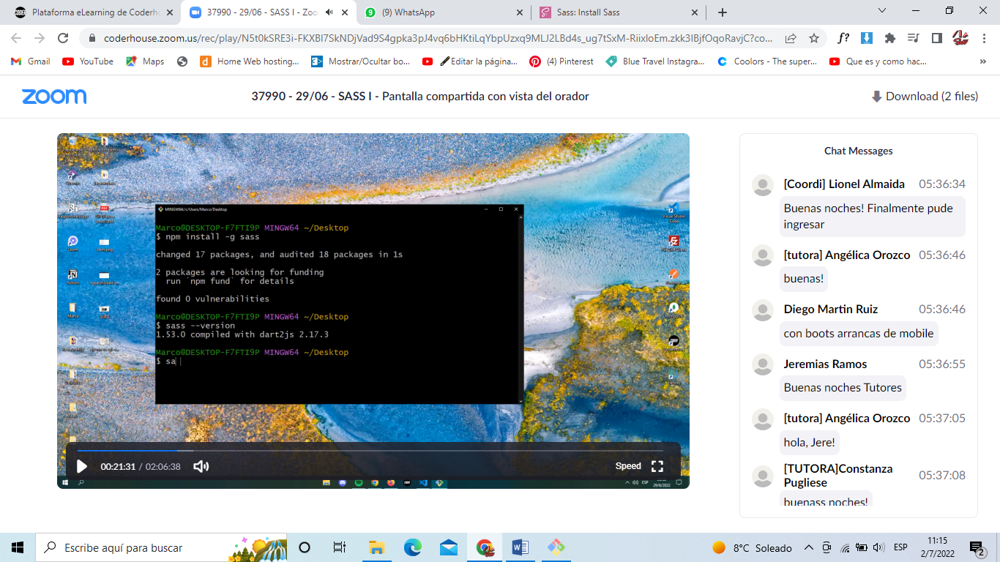 Plataforma eLearning de Coderh
37990 - 29/06 - SASS I - Zoo
(9) WhatsApp
Sass: Install Sass
coderhouse.zoom.us/rec/play/N5t0kSRE3i-FKXBl7SkNDjVad9S4gpka3pJ4vq6bHKtiLqYbpUzxq9MLJ2LBd4s_ug7tSxM-RiixIoEm.zkk3IBjfOqoRavjC?co...
f?
Gmail
YouTube
Maps
Home Web hosting...
Mostrar/Ocultar bo...
Editar la página...
(4) Pinterest
Blue Travel Instagra...
Coolors - The super...
Que es y como hac...
»
zoom
37990 - 29/06 - SASS I - Pantalla compartida con vista del orador
Download (2 files)
MINGW64:/c/Users/Marco/Desktop
Marco@DESKTOP-F7FTI9P MINGW64 ~/Desktop
$ npm install -g sass
changed 17 packages, and audited 18 packages in 1s
2 packages are looking for funding
run `npm fund` for details
found 0 vulnerabilities
Marco@DESKTOP-F7FTI9P MINGW64 ~/Desktop
$ sass --version
1.53.0 compiled with dart2js 2.17.3
Marco@DESKTOP-F7FTI9P MINGW64 ~/Desktop
$ sa
00:21:31 / 02:06:38
Speed
ESP
29/6/2022
Chat Messages
[Coordi] Lionel Almaida 05:36:34
Buenas noches! Finalmente pude
ingresar
[tutora] Angélica Orozco 05:36:46
buenas!
Diego Martin Ruiz 05:36:46
con boots arrancas de mobile
Jeremias Ramos 05:36:55
Buenas noches Tutores
[tutora] Angélica Orozco 05:37:05
hola, Jere!
[TUTORA]Constanza
Pugliese 05:37:08
buenass noches!
Escribe aquí para buscar
8°C Soleado
ESP
11:15
2/7/2022
2